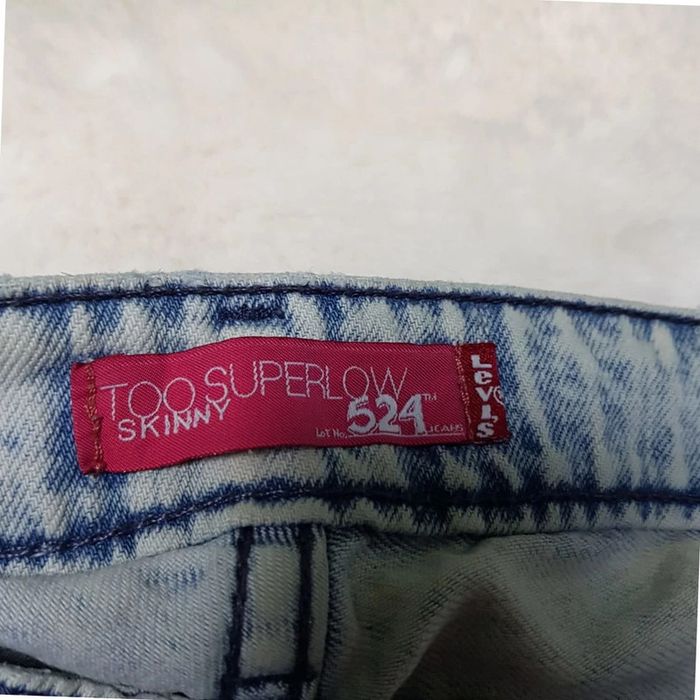 TOO SUPERLOW
SKINNY
Lot No. 524™ JEANS
Levi's